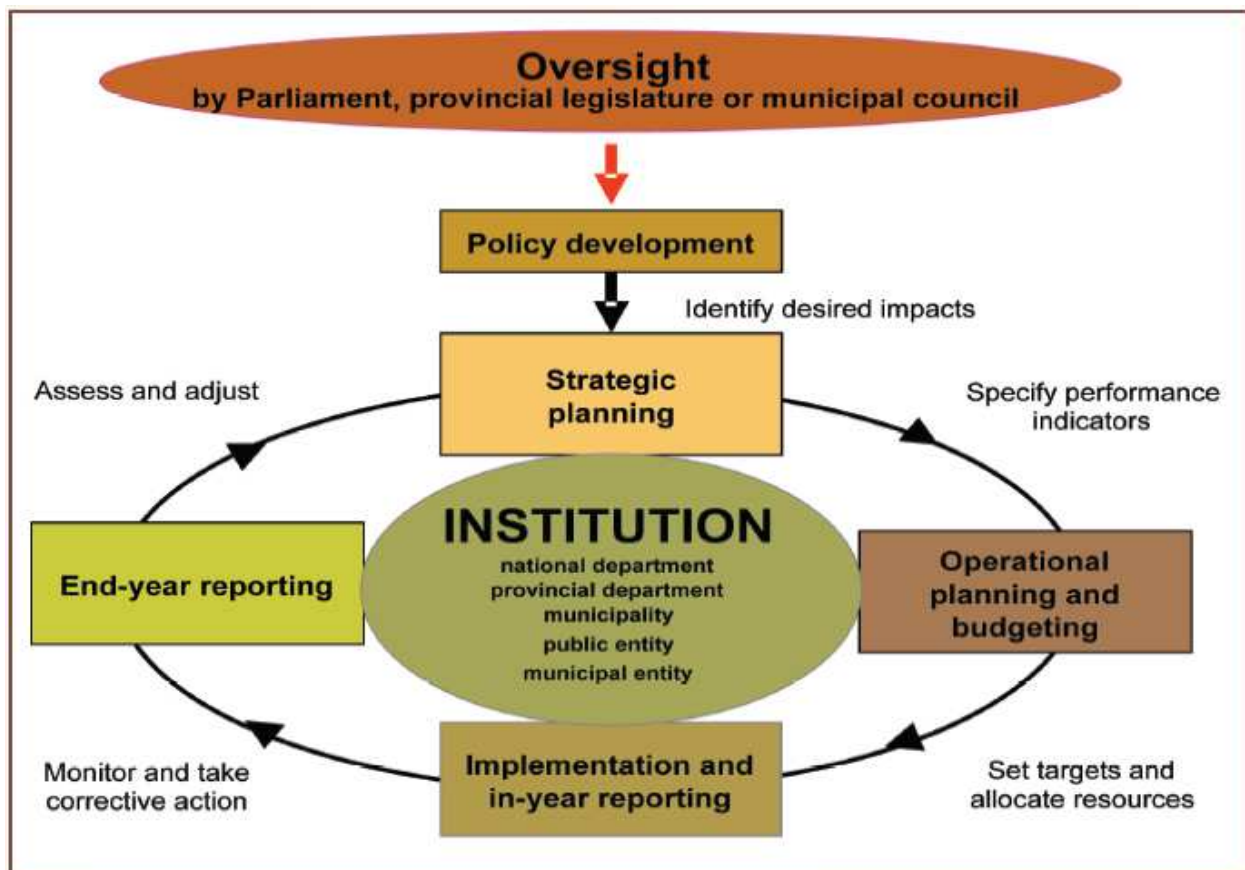 Oversight
by Parliament, provincial legislature or municipal council
Policy development
Identify desired impacts
Strategic
planning
Assess and adjust
Specify performance
indicators
INSTITUTION
national department
provincial department
municipality
public entity
municipal entity
End-year reporting
Operational
planning and
budgeting
Implementation and
in-year reporting
Monitor and take
corrective action
Set targets and
allocate resources